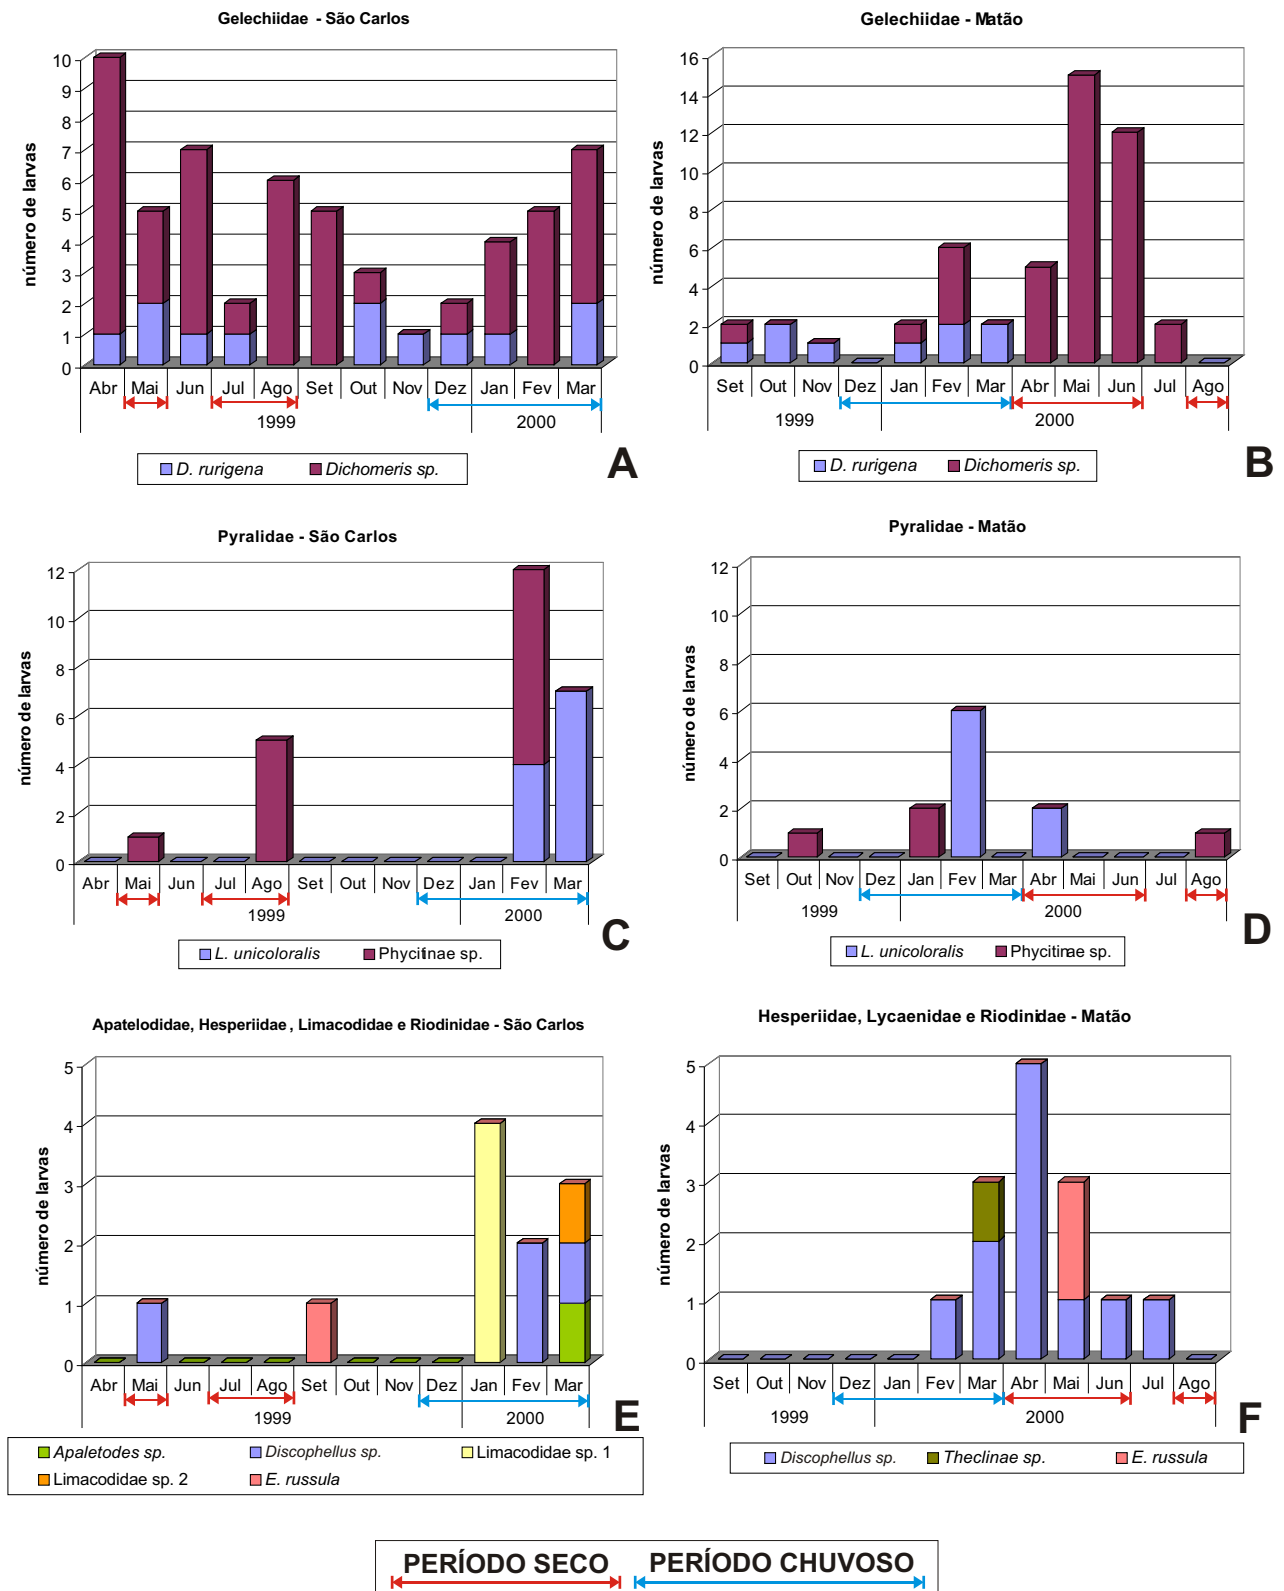 Gelechiidae - São Carlos
número de larvas
10
9
8
7
6
5
4
3
2
1
0
Abr Mai Jun Jul Ago Set Out Nov Dez Jan Fev Mar
1999 2000
D. rurigena Dichomeris sp.
A
Gelechiidae - Matão
número de larvas
16
14
12
10
8
6
4
2
0
Set Out Nov Dez Jan Fev Mar Abr Mai Jun Jul Ago
1999 2000
D. rurigena Dichomeris sp.
B
Pyralidae - São Carlos
número de larvas
12
10
8
6
4
2
0
Abr Mai Jun Jul Ago Set Out Nov Dez Jan Fev Mar
1999 2000
L. unicoloralis Phycitinae sp.
C
Pyralidae - Matão
número de larvas
12
10
8
6
4
2
0
Set Out Nov Dez Jan Fev Mar Abr Mai Jun Jul Ago
1999 2000
L. unicoloralis Phycitinae sp.
D
Apatelodidae, Hesperiidae, Limacodidae e Riodinidae - São Carlos
número de larvas
5
4
3
2
1
0
Abr Mai Jun Jul Ago Set Out Nov Dez Jan Fev Mar
1999 2000
E
Apaletodes sp. Discophellus sp. Limacodidae sp. 1
Limacodidae sp. 2 E. russula
Hesperiidae, Lycaenidae e Riodinidae - Matão
número de larvas
5
4
3
2
1
0
Set Out Nov Dez Jan Fev Mar Abr Mai Jun Jul Ago
1999 2000
F
Discophellus sp. Theclinae sp. E. russula
PERÍODO SECO PERÍODO CHUVOSO